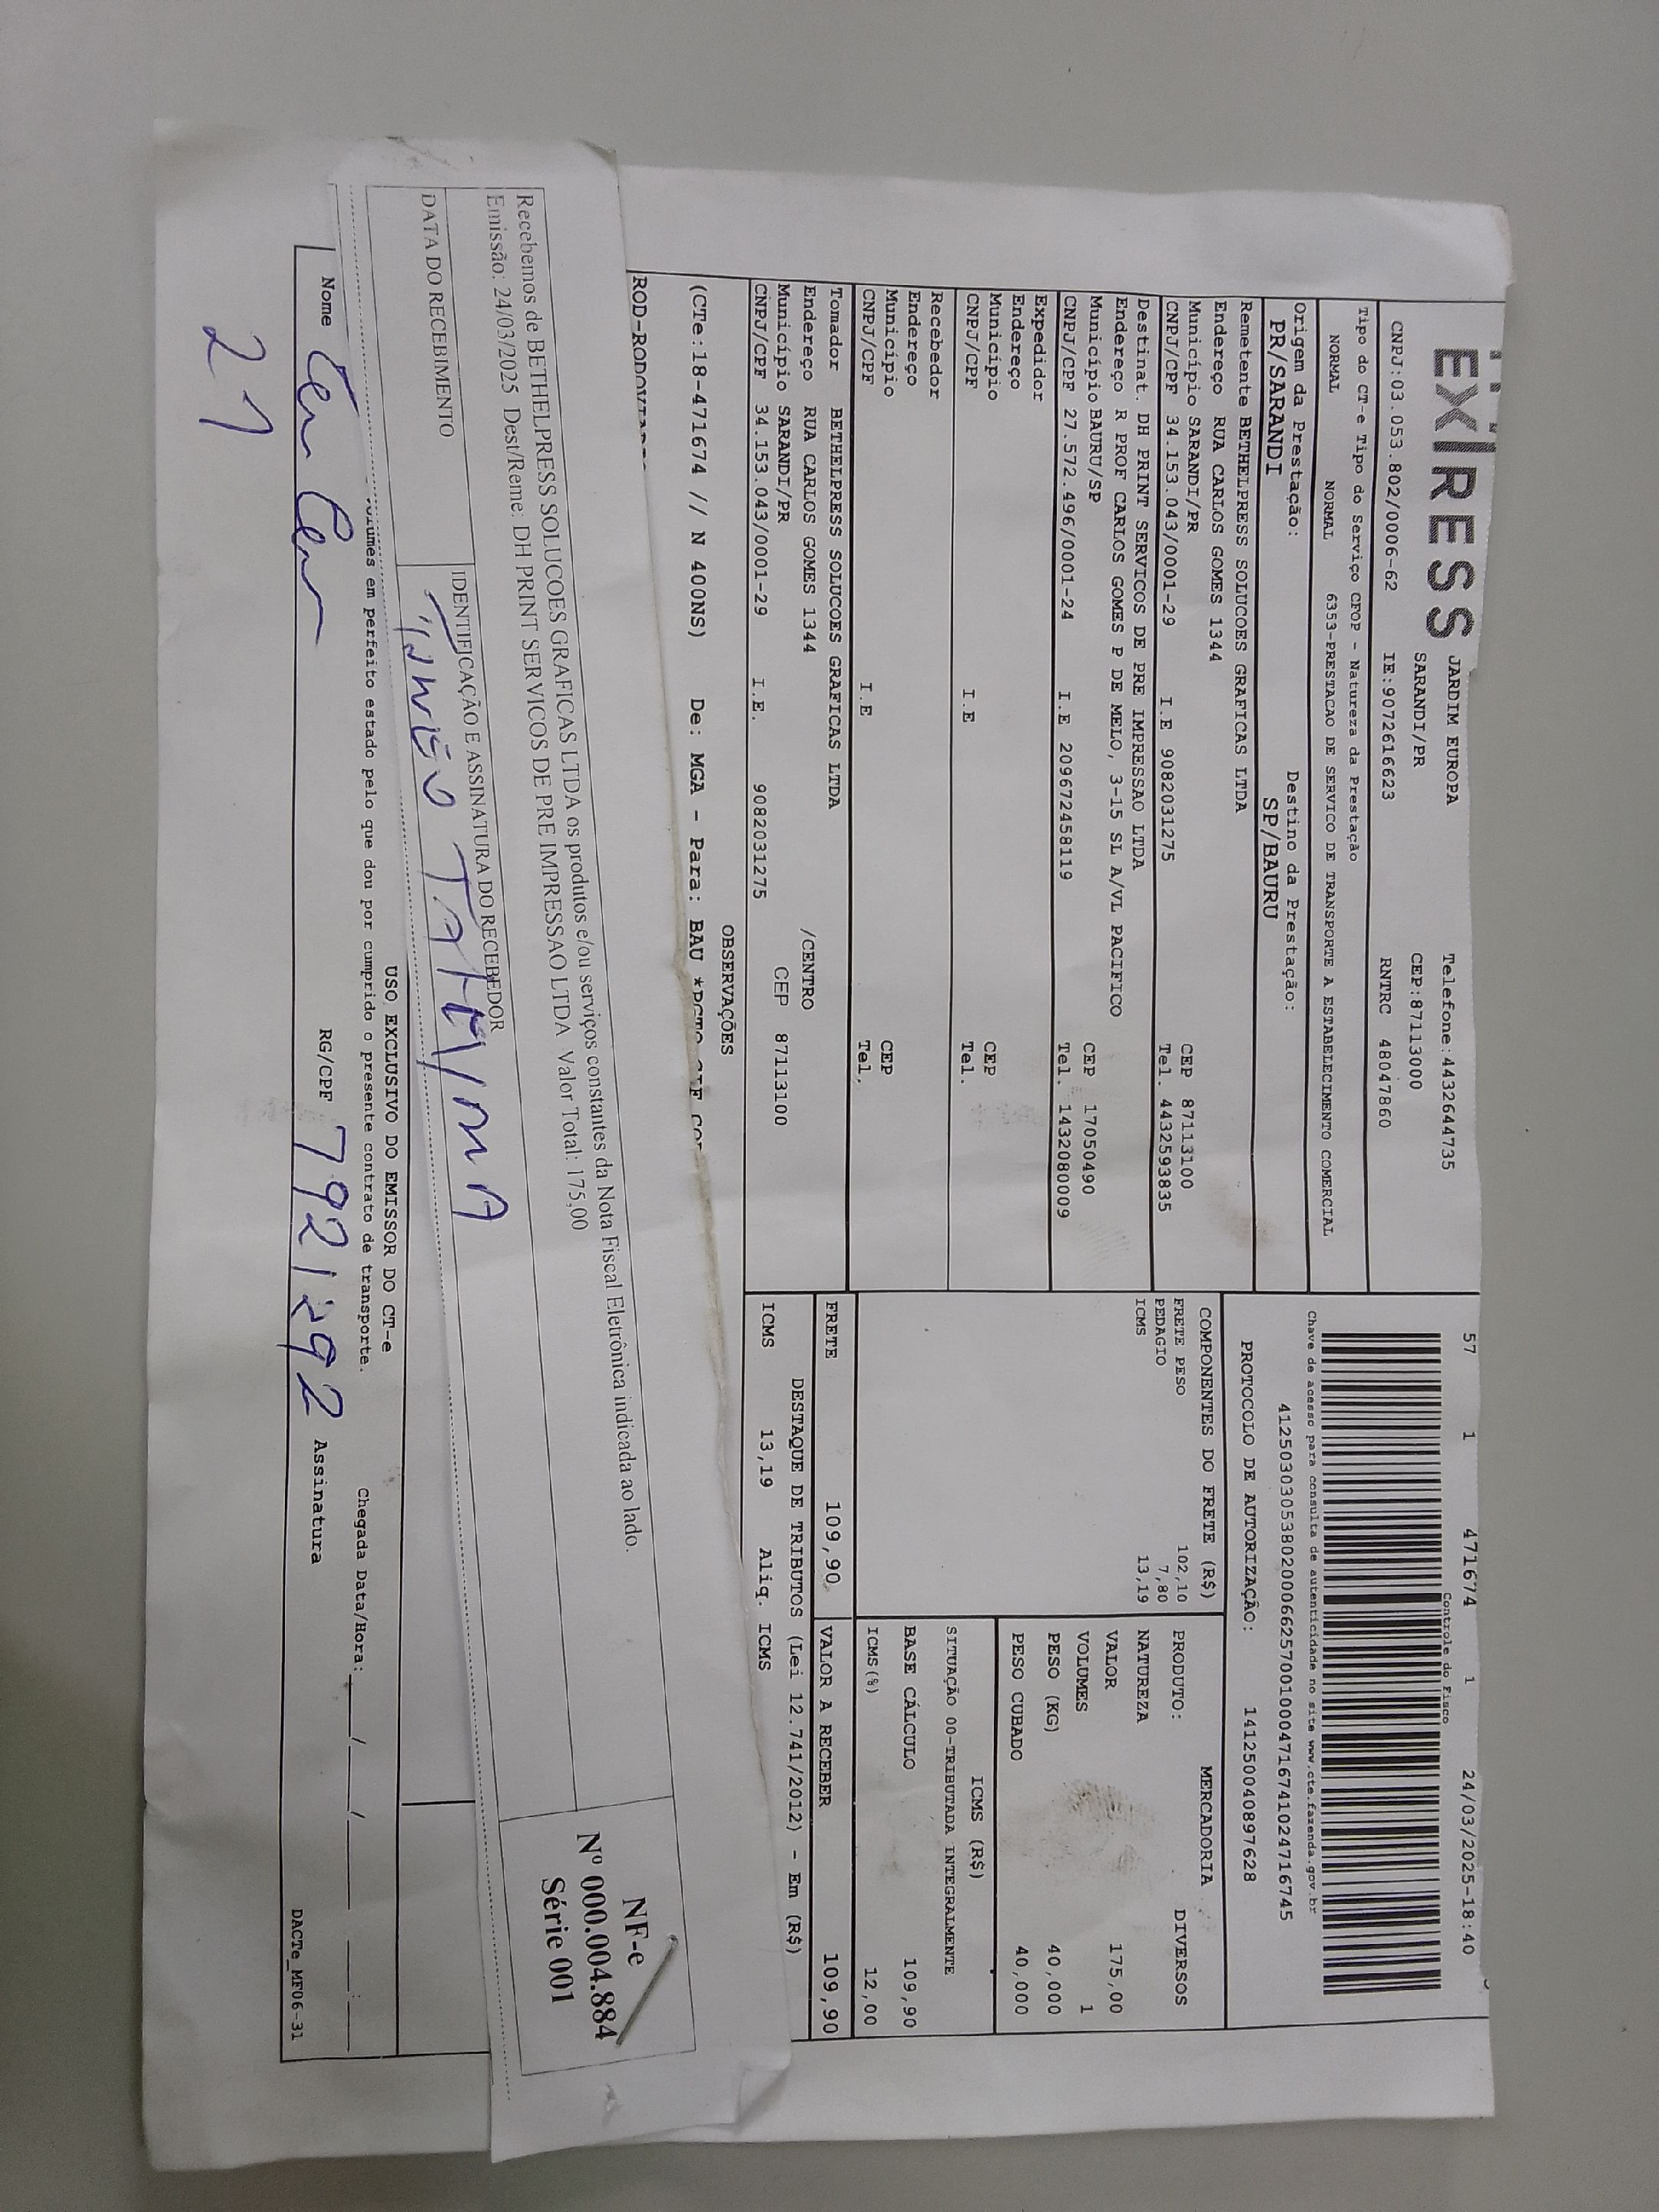 EXPRESS
JARDIM EUROPA Telefone:4432644735
SARANDI/PR CEP:87113000
CNPJ:03.053.802/0006-62 IE:9072616623 RNTRC 48047860
Tipo do CT-e Tipo do Serviço CFOP - Natureza da Prestação
NORMAL NORMAL 6353-PRESTACAO DE SERVICO DE TRANSPORTE A ESTABELECIMENTO COMERCIAL
Origem da Prestação: Destino da Prestação:
PR/SARANDI SP/BAURU
Remetente BETHELPRESS SOLUCOES GRAFICAS LTDA
Endereço RUA CARLOS GOMES 1344
Município SARANDI/PR CEP 87113100
CNPJ/CPF 34.153.043/0001-29 I.E 9082031275 Tel. 4432593835
Destinat. DH PRINT SERVICOS DE PRE IMPRESSAO LTDA
Endereço R PROF CARLOS GOMES P DE MELO, 3-15 SL A/VL PACIFICO
Município BAURU/SP CEP 17050490
CNPJ/CPF 27.572.496/0001-24 I.E 209672458119 Tel. 1432080009
Expedidor
Endereço
Município CEP
CNPJ/CPF I.E Tel.
Recebedor
Endereço
Município CEP
CNPJ/CPF I.E Tel.
Tomador BETHELPRESS SOLUCOES GRAFICAS LTDA
Endereço RUA CARLOS GOMES 1344 /CENTRO
Município SARANDI/PR CEP 87113100
CNPJ/CPF 34.153.043/0001-29 I.E. 9082031275
57 1 471674 1 24/03/2025-18:40
Controle do Fisco
Chave de acesso para consulta de autenticidade no site www.cte.fazenda.gov.br
41250303053802000662570010004716741024716745
PROTOCOLO DE AUTORIZAÇÃO: 141250040897628
COMPONENTES DO FRETE (R$)
FRETE PESO 102,10
PEDAGIO 7,80
ICMS 13,19
MERCADORIA
PRODUTO: DIVERSOS
NATUREZA
VALOR 175,00
VOLUMES 1
PESO (KG) 40,000
PESO CUBADO 40,000
ICMS (R$)
SITUAÇÃO 00-TRIBUTADA INTEGRALMENTE
BASE CÁLCULO 109,90
ICMS(%) 12,00
FRETE 109,90 VALOR A RECEBER 109,90
DESTAQUE DE TRIBUTOS (Lei 12.741/2012) - Em (R$)
ICMS 13,19 Aliq. ICMS
OBSERVAÇÕES
(CTe:18-471674 // N 400NS) De: MGA - Para: BAU
Recebemos de BETHELPRESS SOLUCOES GRAFICAS LTDA os produtos e/ou serviços constantes da Nota Fiscal Eletrônica indicada ao lado.
Emissão: 24/03/2025 Dest/Reme: DH PRINT SERVICOS DE PRE IMPRESSAO LTDA Valor Total: 175,00
DATA DO RECEBIMENTO IDENTIFICAÇÃO E ASSINATURA DO RECEBEDOR
NF-e
Nº 000.004.884
Série 001
USO EXCLUSIVO DO EMISSOR DO CT-e
volumes em perfeito estado pelo que dou por cumprido o presente contrato de transporte. Chegada Data/Hora:___/___/____ __:__
Nome RG/CPF 7921292 Assinatura
DACTe_MF06-31